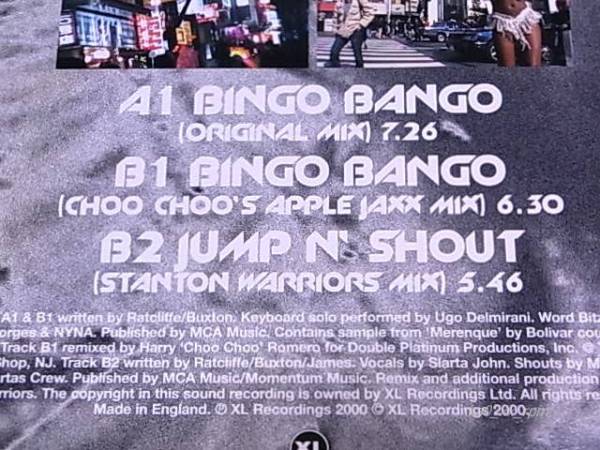 A1 BINGO BANGO
(ORIGINAL MIX) 7.26
B1 BINGO BANGO
(CHOO CHOO'S APPLE JAXX MIX) 6.30
B2 JUMP N' SHOUT
(STANTON WARRIORS MIX) 5.46
A1 & B1 written by Ratcliffe/Buxton. Keyboard solo performed by Ugo Delmirani. Word Bitz
orges & NYNA. Published by MCA Music. Contains sample from 'Merenque' by Bolivar cou
Track B1 remixed by Harry 'Choo Choo' Romero for Double Platinum Productions, Inc. @
Shop, NJ. Track B2 written by Ratcliffe/Buxton/James. Vocals by Slarta John. Shouts by M
rtas Crew. Published by MCA Music/Momentum Music. Remix and additional production
rriors. The copyright in this sound recording is owned by XL Recordings Ltd. All rights re
Made in England. ℗ XL Recordings 2000 © XL Recordings 2000.
XL